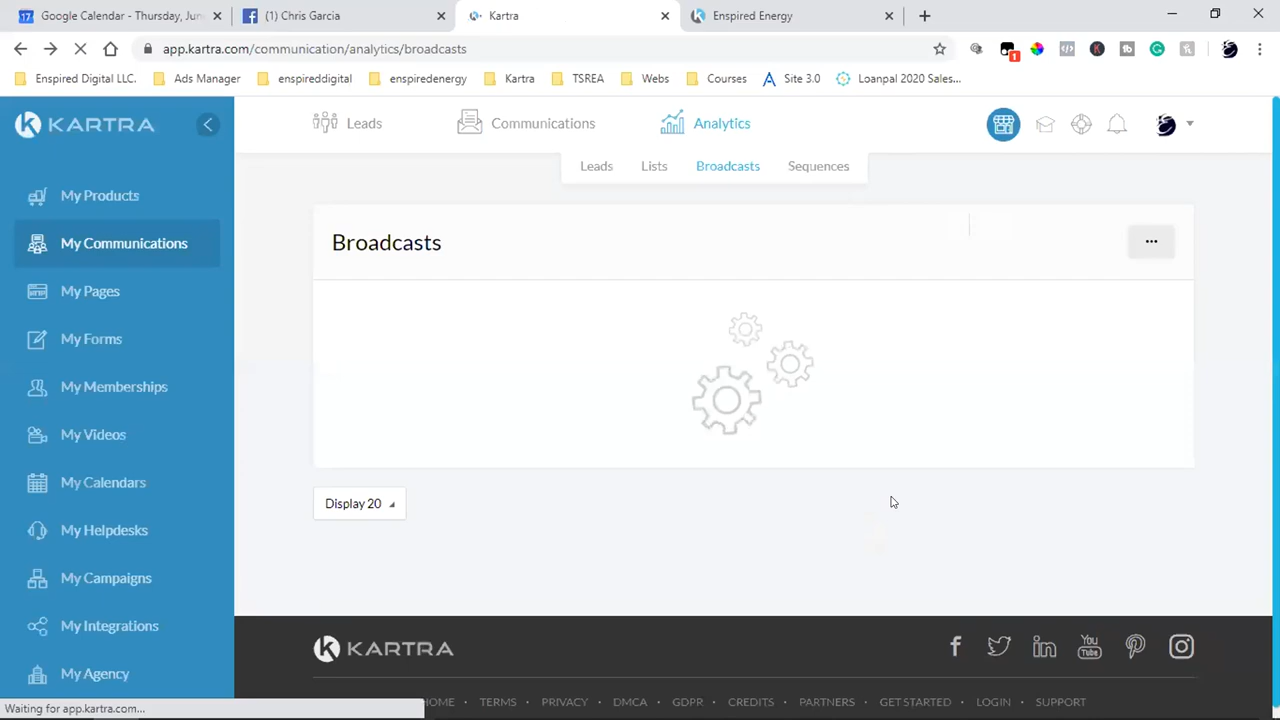 Google Calendar - Thursday, Jun
(1) Chris Garcia
Kartra
Enspired Energy
app.kartra.com/communication/analytics/broadcasts
Enspired Digital LLC.
Ads Manager
enspireddigital
enspiredenergy
Kartra
TSREA
Webs
Courses
Site 3.0
Loanpal 2020 Sales...
KARTRA
Leads
Communications
Analytics
Leads
Lists
Broadcasts
Sequences
My Products
My Communications
My Pages
My Forms
My Memberships
My Videos
My Calendars
My Helpdesks
My Campaigns
My Integrations
My Agency
Broadcasts
Display 20
KARTRA
You
Tube
Waiting for app.kartra.com...
HOME • TERMS • PRIVACY • DMCA • GDPR • CREDITS • PARTNERS • GET STARTED • LOGIN • SUPPORT